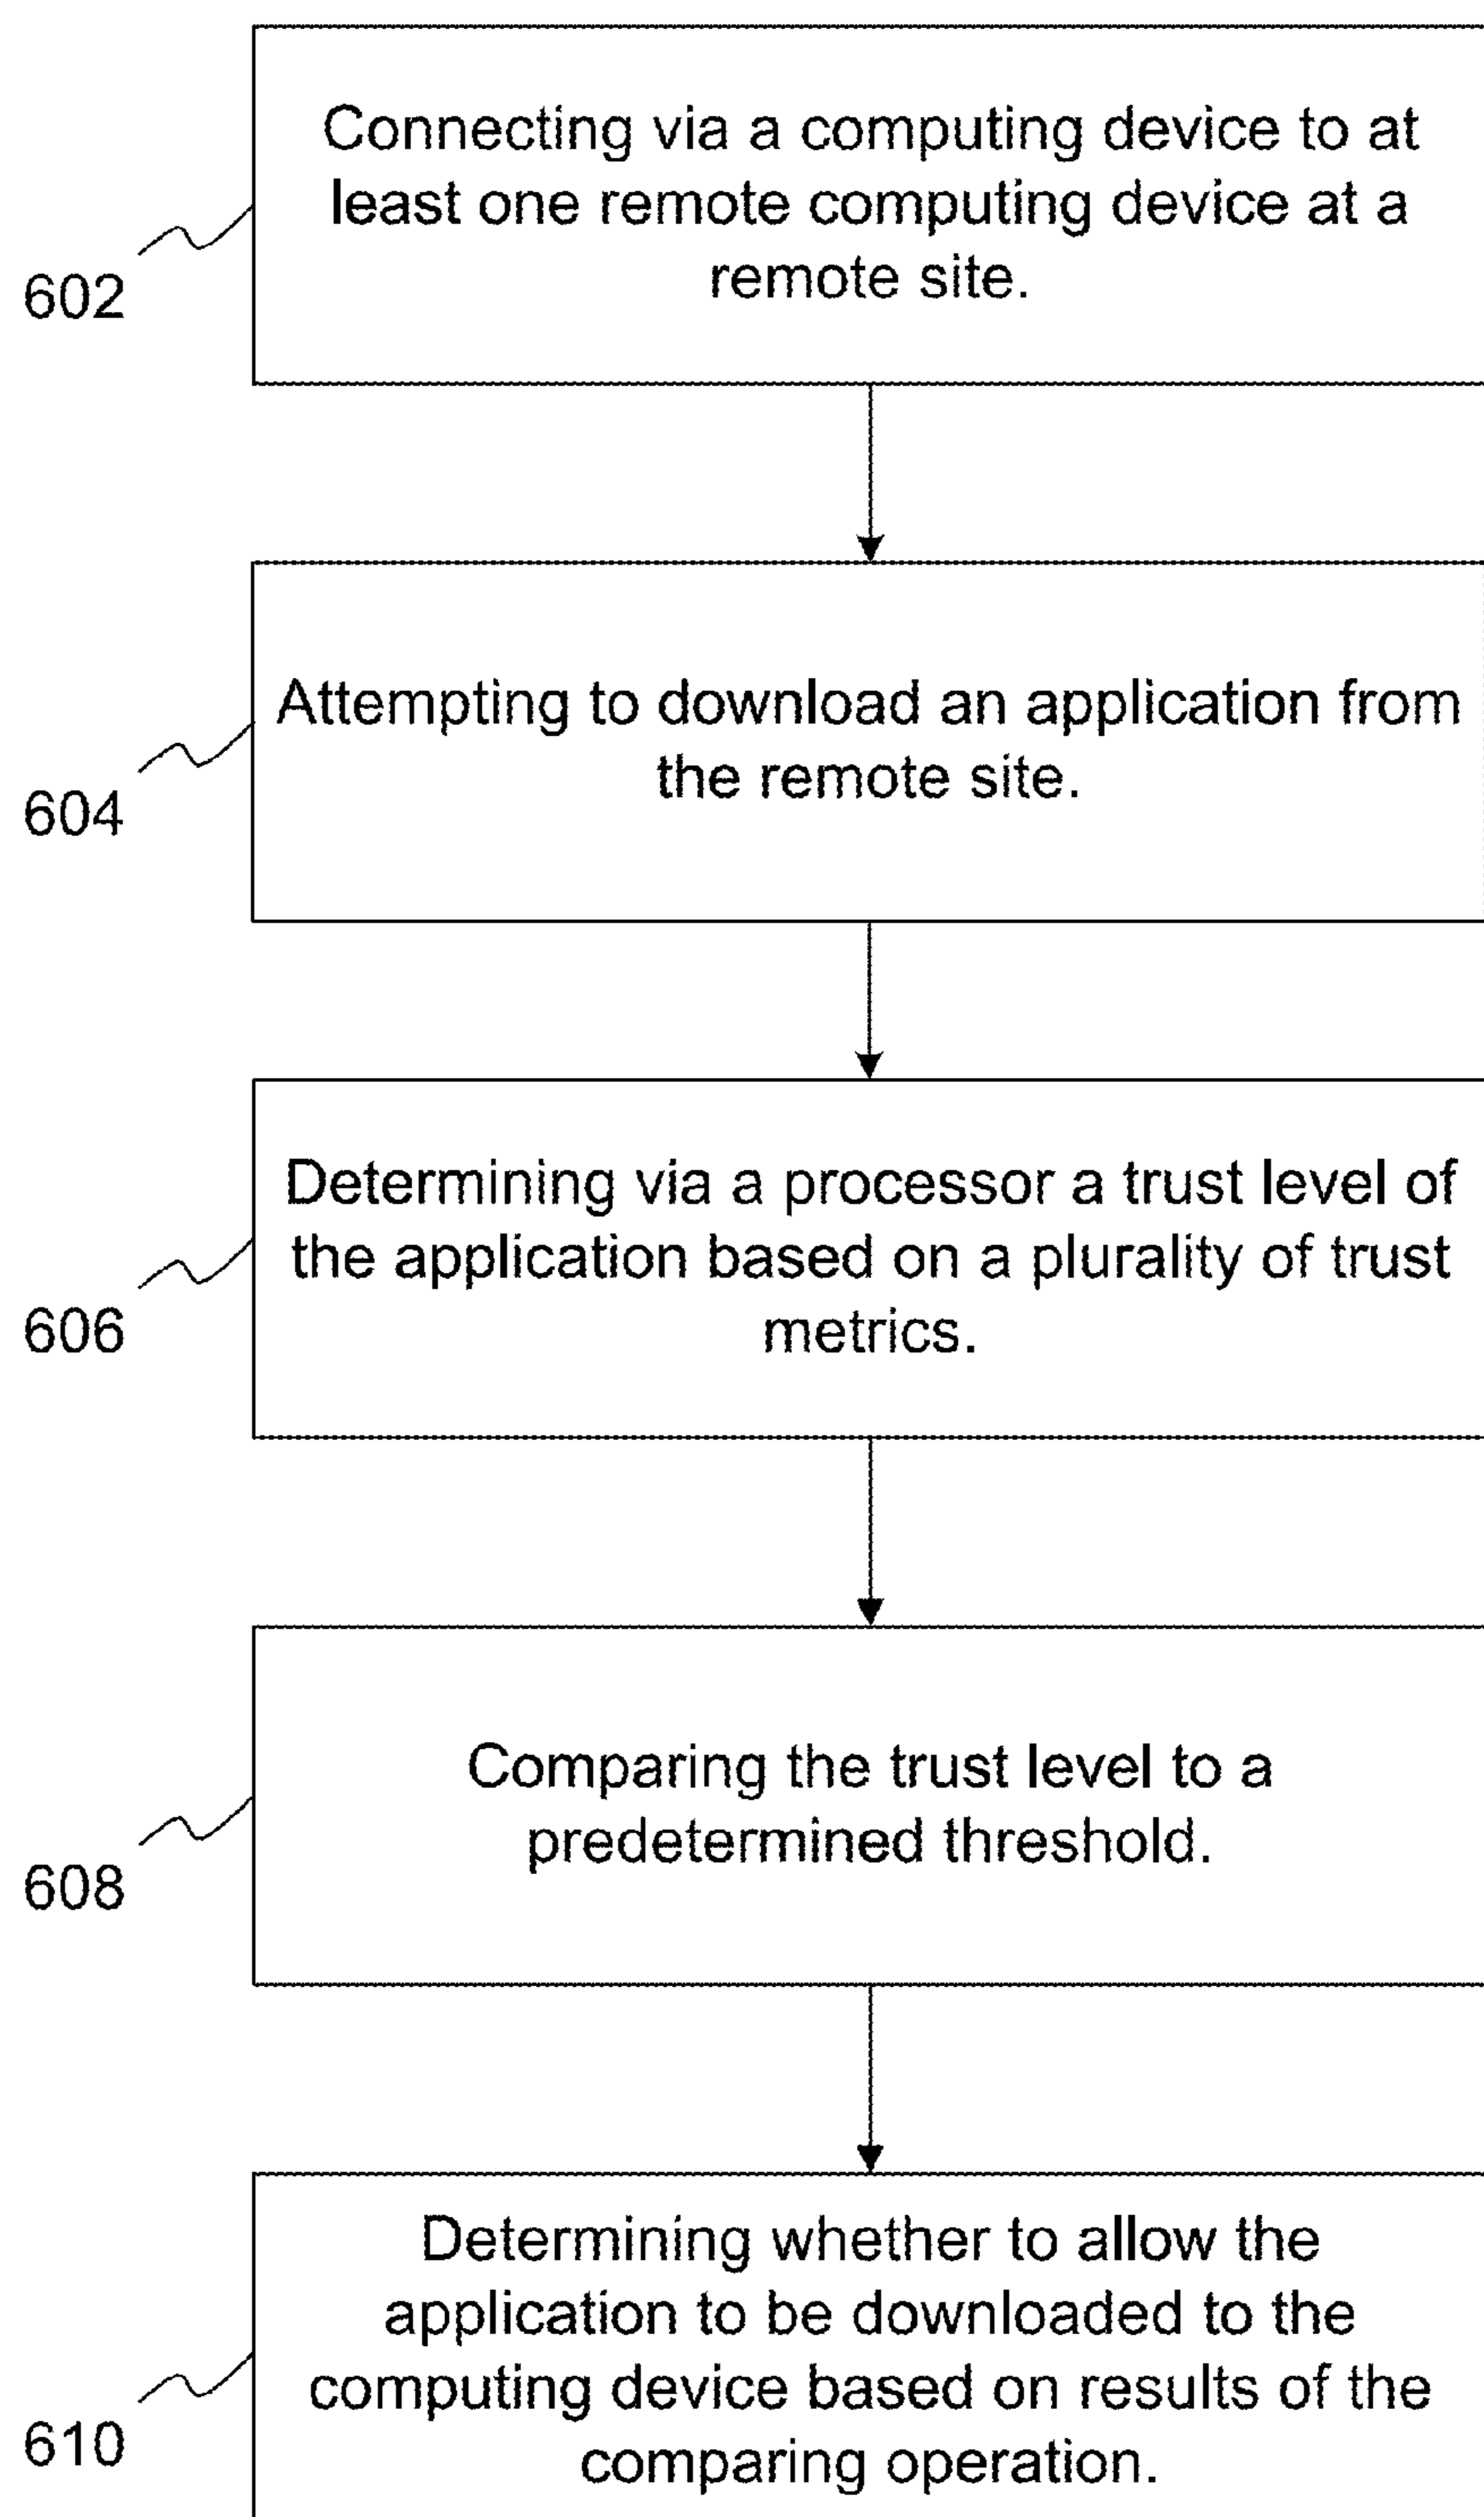 Connecting via a computing device to at
least one remote computing device at a
remote site.
602
Attempting to download an application from
the remote site.
604
Determining via a processor a trust level of
the application based on a plurality of trust
metrics.
606
Comparing the trust level to a
predetermined threshold.
608
Determining whether to allow the
application to be downloaded to the
computing device based on results of the
comparing operation.
610